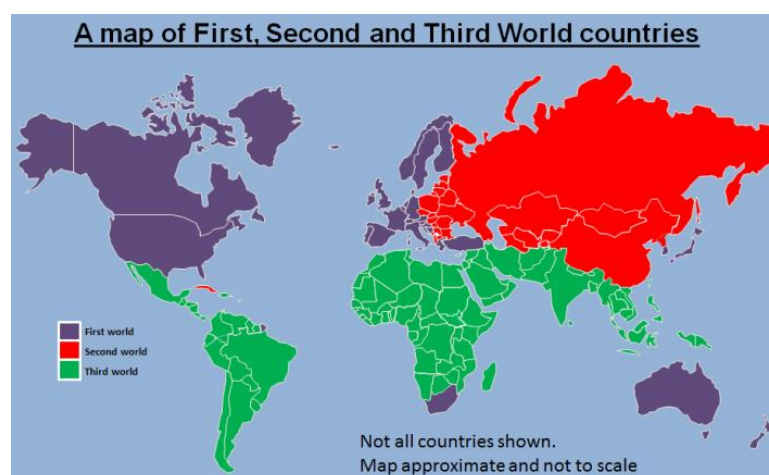 A map of First, Second and Third World countries
First world
Second world
Third world
Not all countries shown.
Map approximate and not to scale